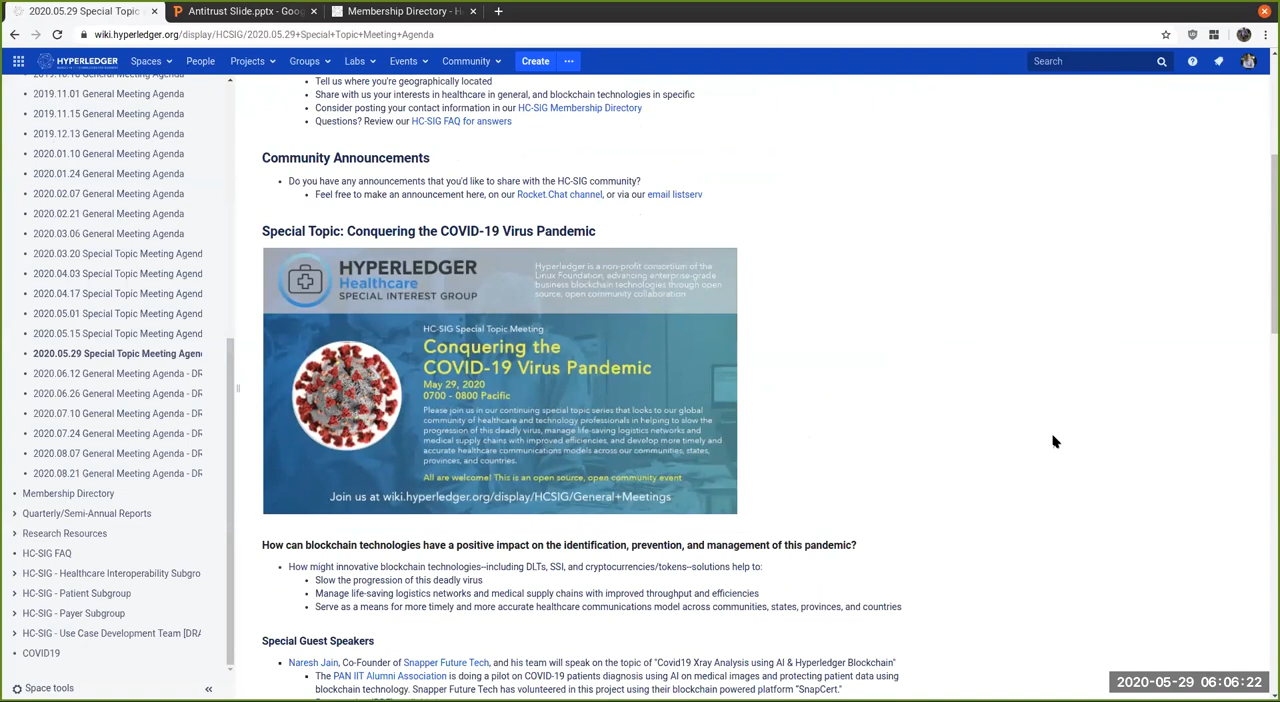 2020.05.29 Special Topic
Antitrust Slide.pptx - Goo
Membership Directory - H
wiki.hyperledger.org/display/HCSIG/2020.05.29+Special+Topic+Meeting+Agenda
HYPERLEDGER Spaces People Projects Groups Labs Events Community Create ••• Search
2019.11.01 General Meeting Agenda
2019.11.15 General Meeting Agenda
2019.12.13 General Meeting Agenda
2020.01.10 General Meeting Agenda
2020.01.24 General Meeting Agenda
2020.02.07 General Meeting Agenda
2020.02.21 General Meeting Agenda
2020.03.06 General Meeting Agenda
2020.03.20 Special Topic Meeting Agend
2020.04.03 Special Topic Meeting Agend
2020.04.17 Special Topic Meeting Agend
2020.05.01 Special Topic Meeting Agend
2020.05.15 Special Topic Meeting Agend
2020.05.29 Special Topic Meeting Agen
2020.06.12 General Meeting Agenda - DR
2020.06.26 General Meeting Agenda - DR
2020.07.10 General Meeting Agenda - DR
2020.07.24 General Meeting Agenda - DR
2020.08.07 General Meeting Agenda - DR
2020.08.21 General Meeting Agenda - DR
Membership Directory
Quarterly/Semi-Annual Reports
Research Resources
HC-SIG FAQ
HC-SIG - Healthcare Interoperability Subgro
HC-SIG - Patient Subgroup
HC-SIG - Payer Subgroup
HC-SIG - Use Case Development Team [DRA
COVID19
Space tools
Tell us where you're geographically located
Share with us your interests in healthcare in general, and blockchain technologies in specific
Consider posting your contact information in our HC-SIG Membership Directory
Questions? Review our HC-SIG FAQ for answers
Community Announcements
Do you have any announcements that you'd like to share with the HC-SIG community?
Feel free to make an announcement here, on our Rocket.Chat channel, or via our email listserv
Special Topic: Conquering the COVID-19 Virus Pandemic
HYPERLEDGER
Healthcare
SPECIAL INTEREST GROUP
Hyperledger is a non-profit consortium of the
Linux Foundation, advancing enterprise-grade
business blockchain technologies through open
source, open community collaboration
HC-SIG Special Topic Meeting
Conquering the
COVID-19 Virus Pandemic
May 29, 2020
0700 - 0800 Pacific
Please join us in our continuing special topic series that looks to our global
community of healthcare and technology professionals in helping to slow the
progression of this deadly virus, manage life-saving logistics networks and
medical supply chains with improved efficiencies, and develop more timely and
accurate healthcare communications models across our communities, states,
provinces, and countries.
All are welcome! This is an open source, open community event
Join us at wiki.hyperledger.org/display/HCSIG/General+Meetings
How can blockchain technologies have a positive impact on the identification, prevention, and management of this pandemic?
How might innovative blockchain technologies–including DLTs, SSI, and cryptocurrencies/tokens–solutions help to:
Slow the progression of this deadly virus
Manage life-saving logistics networks and medical supply chains with improved throughput and efficiencies
Serve as a means for more timely and more accurate healthcare communications model across communities, states, provinces, and countries
Special Guest Speakers
Naresh Jain, Co-Founder of Snapper Future Tech, and his team will speak on the topic of "Covid19 Xray Analysis using AI & Hyperledger Blockchain"
The PAN IIT Alumni Association is doing a pilot on COVID-19 patients diagnosis using AI on medical images and protecting patient data using
blockchain technology. Snapper Future Tech has volunteered in this project using their blockchain powered platform "SnapCert."
2020-05-29 06:06:22